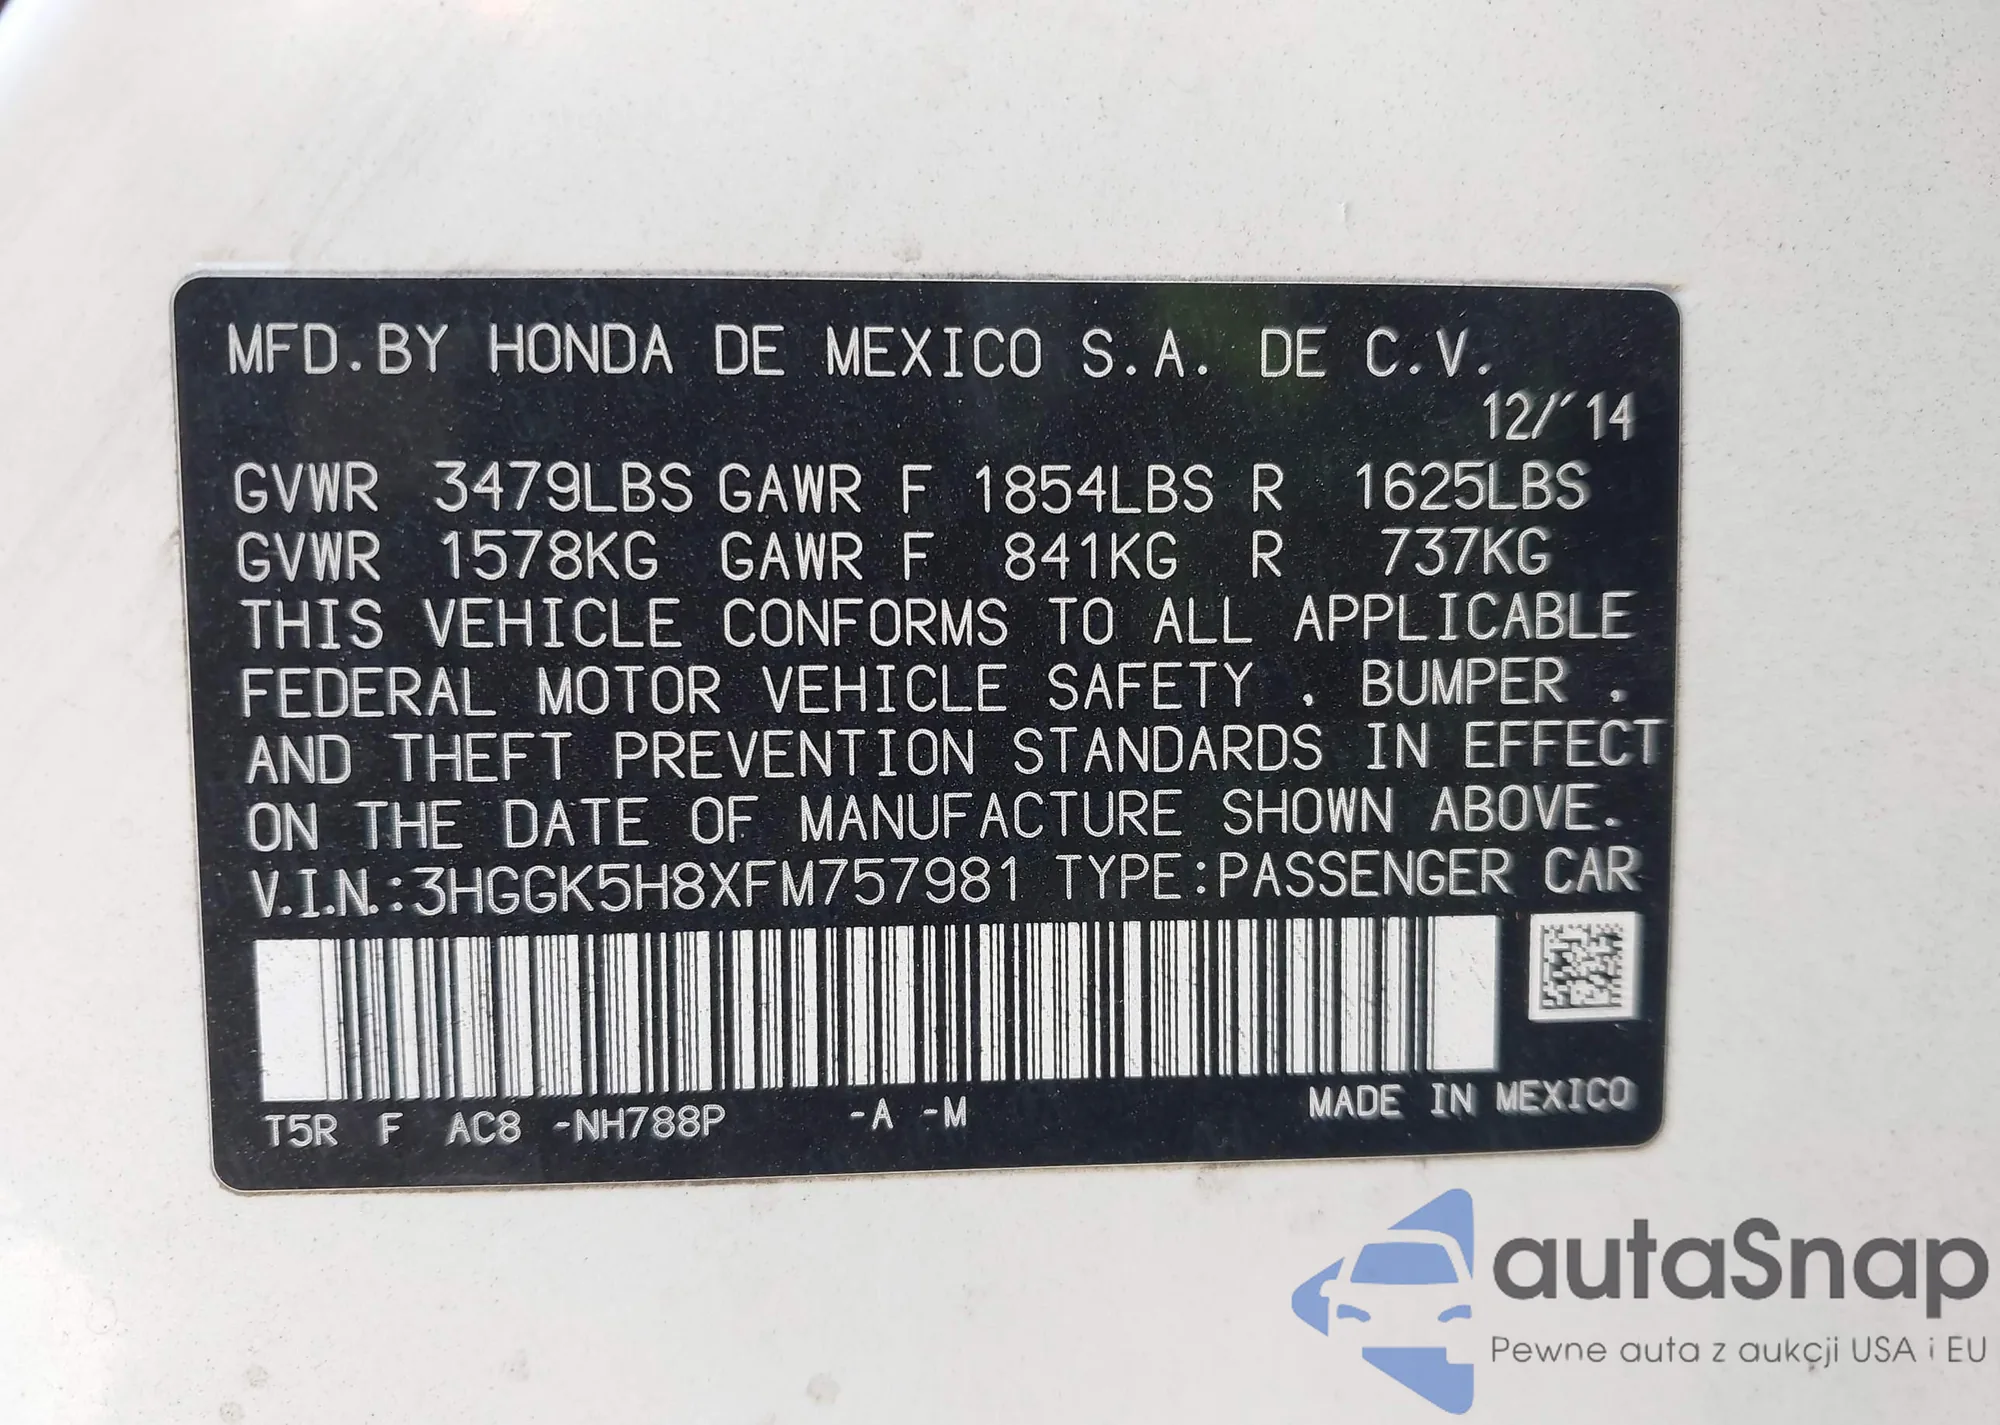 MFD.BY HONDA DE MEXICO S.A. DE C.V.
12/'14
GVWR 3479LBS GAWR F 1854LBS R 1625LBS
GVWR 1578KG GAWR F 841KG R 737KG
THIS VEHICLE CONFORMS TO ALL APPLICABLE
FEDERAL MOTOR VEHICLE SAFETY , BUMPER ,
AND THEFT PREVENTION STANDARDS IN EFFECT
ON THE DATE OF MANUFACTURE SHOWN ABOVE.
V.I.N.:3HGGK5H8XFM757981 TYPE:PASSENGER CAR
T5R F AC8 -NH788P -A -M MADE IN MEXICO
autaSnap
Pewne auta z aukcji USA i EU